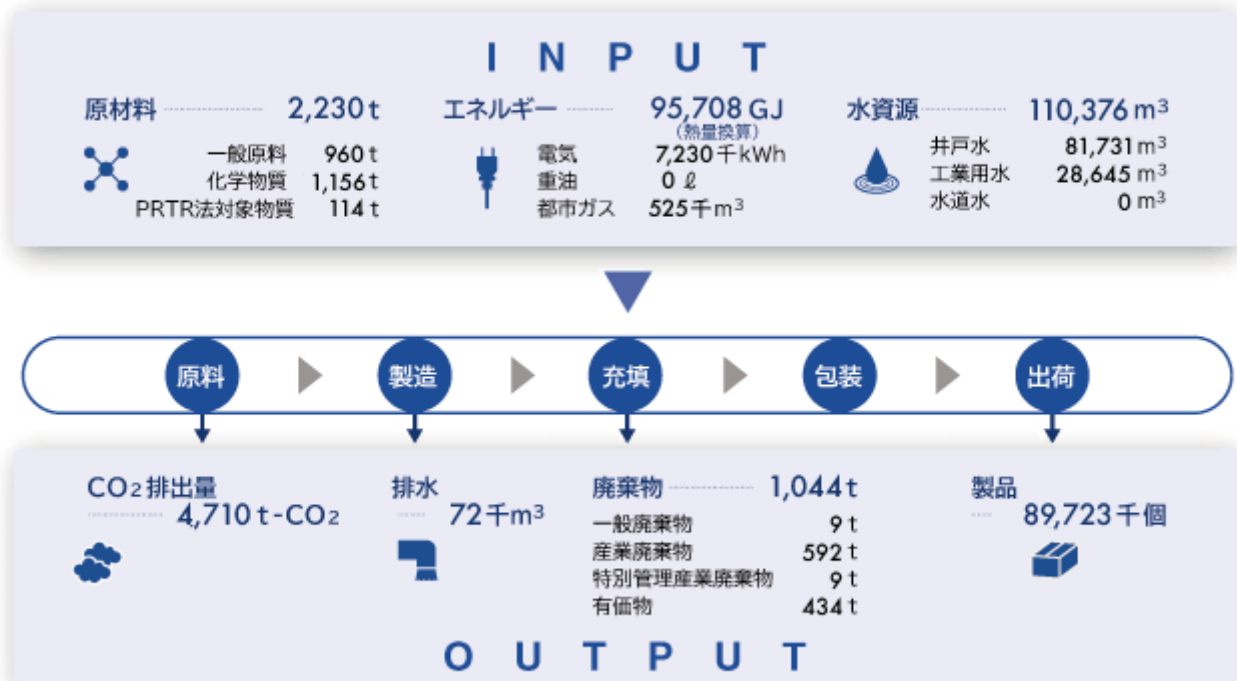 INPUT
原材料 2,230 t
一般原料 960 t
化学物質 1,156 t
PRTR法対象物質 114 t
エネルギー 95,708 GJ
(熱量換算)
電気 7,230 千kWh
重油 0 ℓ
都市ガス 525千m³
水資源 110,376 m³
井戸水 81,731 m³
工業用水 28,645 m³
水道水 0 m³
原料
製造
充填
包装
出荷
CO2排出量
4,710 t-CO2
排水
72千m³
廃棄物 1,044 t
一般廃棄物 9 t
産業廃棄物 592 t
特別管理産業廃棄物 9 t
有価物 434 t
製品
89,723 千個
OUTPUT